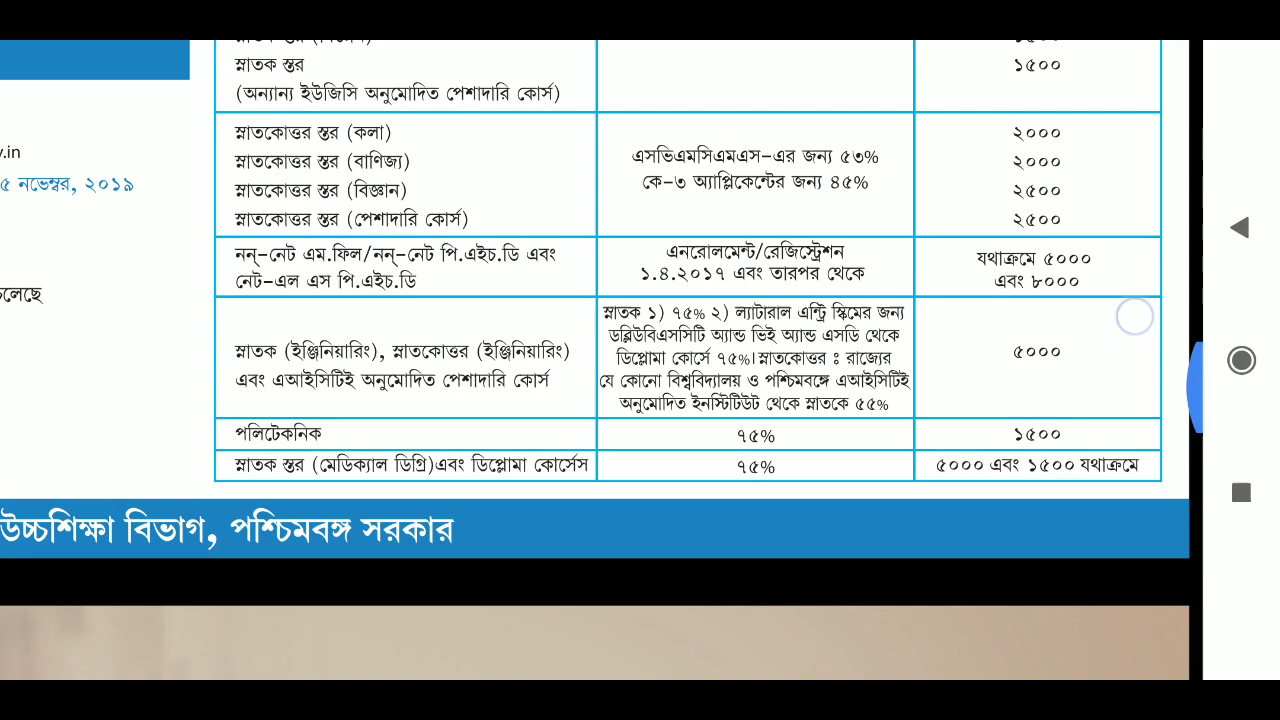 ১৫০০
স্নাতক স্তর
১৫০০
(অন্যান্য ইউজিসি অনুমোদিত পেশাদারি কোর্স)
স্নাতকোত্তর স্তর (কলা)
স্নাতকোত্তর স্তর (বাণিজ্য)
স্নাতকোত্তর স্তর (বিজ্ঞান)
স্নাতকোত্তর স্তর (পেশাদারি কোর্স)
এসভিএমসিএমএস-এর জন্য ৫৩%
কে-৩ অ্যাপ্লিকেন্টের জন্য ৪৫%
২০০০
২০০০
২৫০০
২৫০০
v.in
৫ নভেম্বর, ২০১৯
চলেছে
নন্-নেট এম.ফিল/নন্-নেট পি.এইচ.ডি এবং
নেট-এল এস পি.এইচ.ডি
এনরোলমেন্ট/রেজিস্ট্রেশন
১.৪.২০১৭ এবং তারপর থেকে
যথাক্রমে ৫০০০
এবং ৮০০০
স্নাতক (ইঞ্জিনিয়ারিং), স্নাতকোত্তর (ইঞ্জিনিয়ারিং)
এবং এআইসিটিই অনুমোদিত পেশাদারি কোর্স
স্নাতক ১) ৭৫% ২) ল্যাটারাল এন্ট্রি স্কিমের জন্য
ডব্লিউবিএসসিটি অ্যান্ড ভিই অ্যান্ড এসডি থেকে
ডিপ্লোমা কোর্সে ৭৫%। স্নাতকোত্তর ঃ রাজ্যের
যে কোনো বিশ্ববিদ্যালয় ও পশ্চিমবঙ্গে এআইসিটিই
অনুমোদিত ইনস্টিটিউট থেকে স্নাতকে ৫৫%
৫০০০
পলিটেকনিক
৭৫%
১৫০০
স্নাতক স্তর (মেডিক্যাল ডিগ্রি)এবং ডিপ্লোমা কোর্সেস
৭৫%
৫০০০ এবং ১৫০০ যথাক্রমে
উচ্চশিক্ষা বিভাগ, পশ্চিমবঙ্গ সরকার